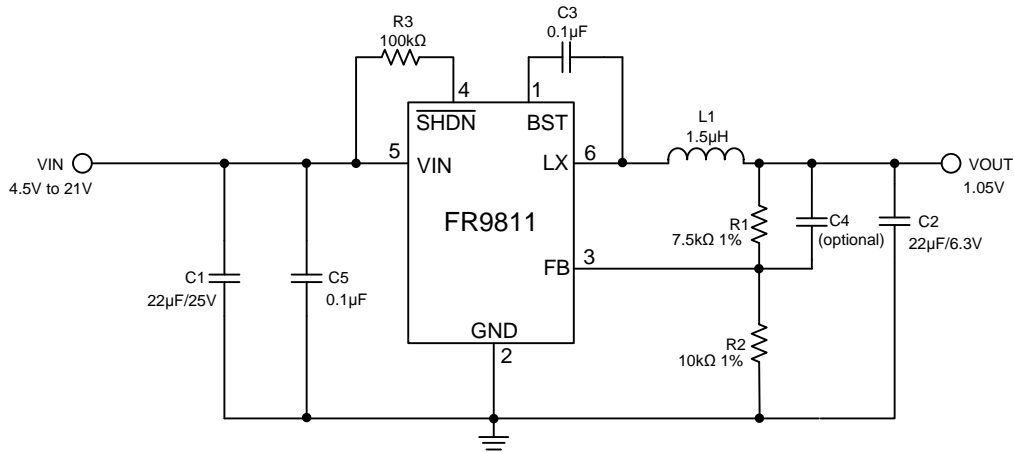 R3
100kΩ
C3
0.1µF
4
1
SHDN
BST
L1
1.5µH
VIN
4.5V to 21V
5
VIN
LX
6
VOUT
1.05V
FR9811
R1
7.5kΩ 1%
C4
(optional)
C2
22µF/6.3V
FB
3
C1
22µF/25V
C5
0.1µF
GND
2
R2
10kΩ 1%